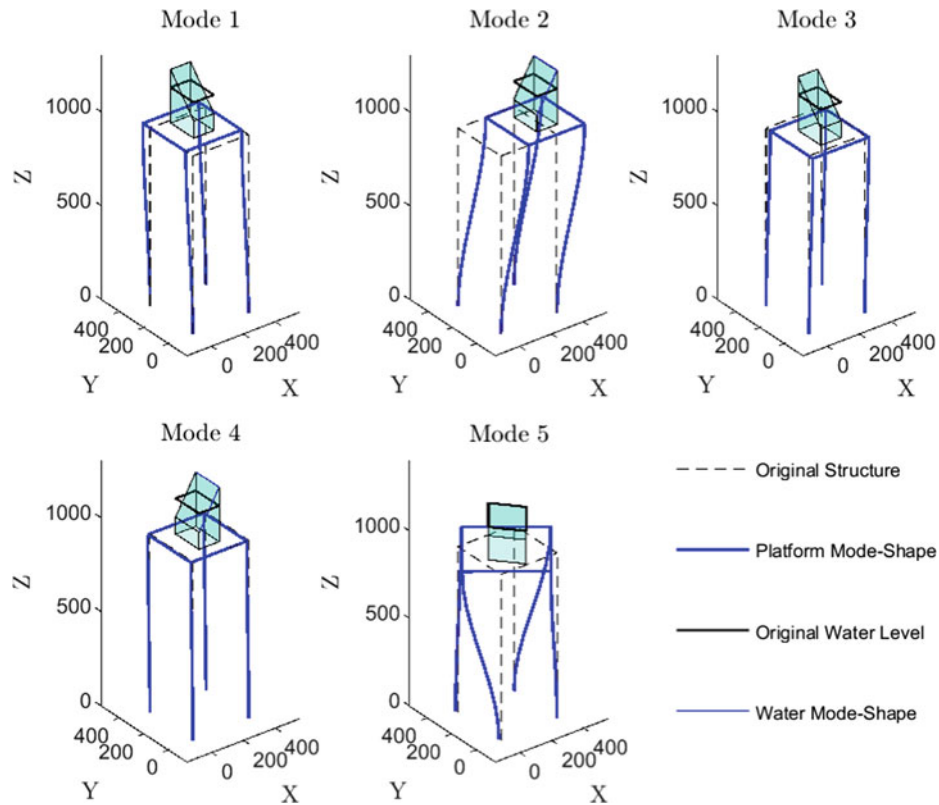 Mode 1
Mode 2
Mode 3
1000
500
0
Z
400
200
0
Y
0
200
400
X
1000
500
0
Z
400
200
0
Y
0
200
400
X
1000
500
0
Z
400
200
0
Y
0
200
400
X
Mode 4
Mode 5
1000
500
0
Z
400
200
0
Y
0
200
400
X
1000
500
0
Z
400
200
0
Y
0
200
400
X
Original Structure
Platform Mode-Shape
Original Water Level
Water Mode-Shape